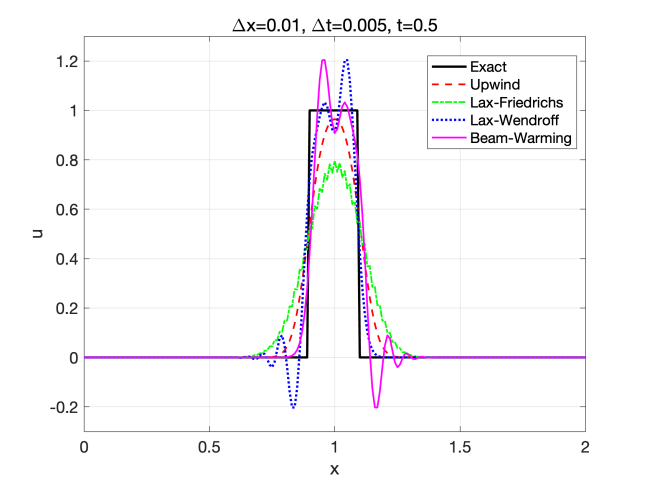 Δx=0.01, Δt=0.005, t=0.5
1.2
1
0.8
0.6
0.4
0.2
0
-0.2
u
Exact
Upwind
Lax-Friedrichs
Lax-Wendroff
Beam-Warming
0 0.5 1 1.5 2
x